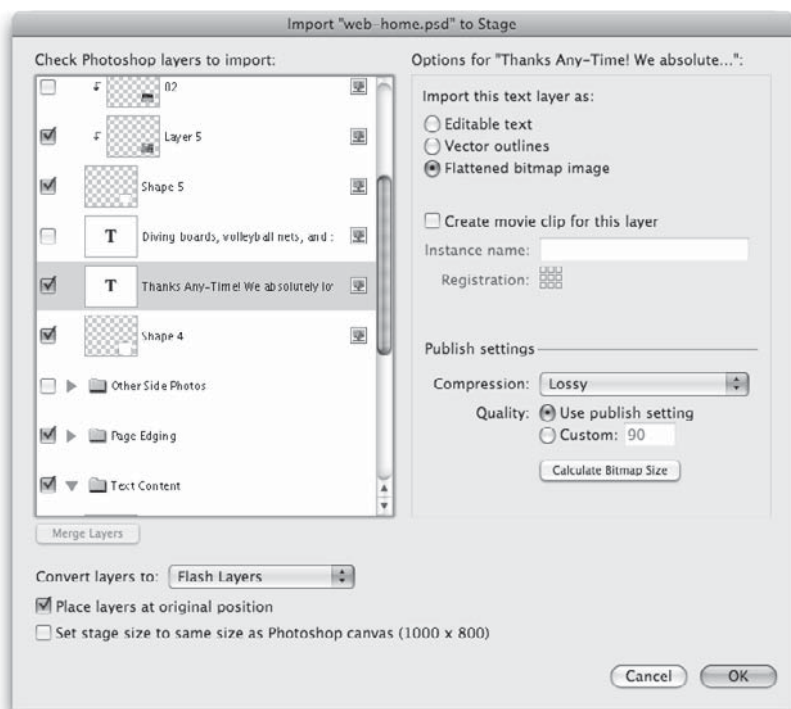 Import "web-home.psd" to Stage
Check Photoshop layers to import:
02
Layer 5
Shape 5
T
Diving boards, volleyball nets, and :
T
Thanks Any-Time! We absolutely lo
Shape 4
Other Side Photos
Page Edging
Text Content
Merge Layers
Convert layers to: Flash Layers
Place layers at original position
Set stage size to same size as Photoshop canvas (1000 x 800)
Options for "Thanks Any-Time! We absolute...":
Import this text layer as:
Editable text
Vector outlines
Flattened bitmap image
Create movie clip for this layer
Instance name:
Registration:
Publish settings
Compression: Lossy
Quality: Use publish setting
Custom: 90
Calculate Bitmap Size
Cancel
OK